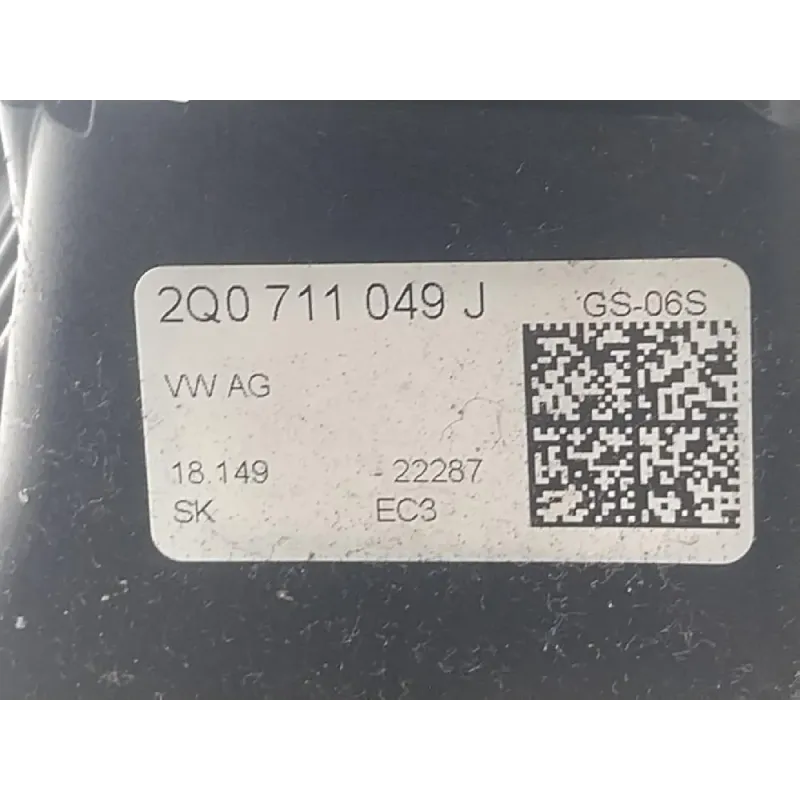 2Q0 711 049 J
GS-06S
VW AG
18.149 - 22287
SK EC3